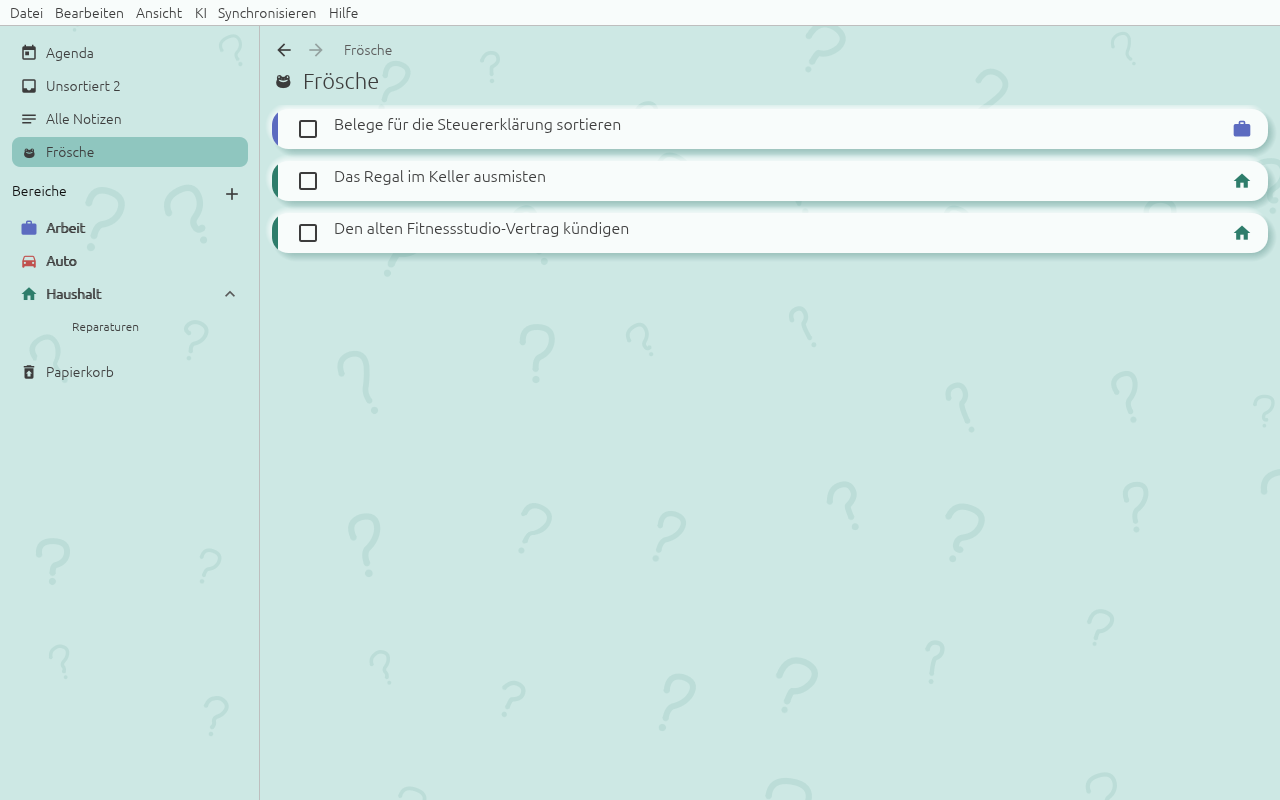 Datei Bearbeiten Ansicht KI Synchronisieren Hilfe
Agenda
Unsortiert 2
Alle Notizen
Frösche
Bereiche
Arbeit
Auto
Haushalt
Reparaturen
Papierkorb
Frösche
Frösche
Belege für die Steuererklärung sortieren
Das Regal im Keller ausmisten
Den alten Fitnessstudio-Vertrag kündigen